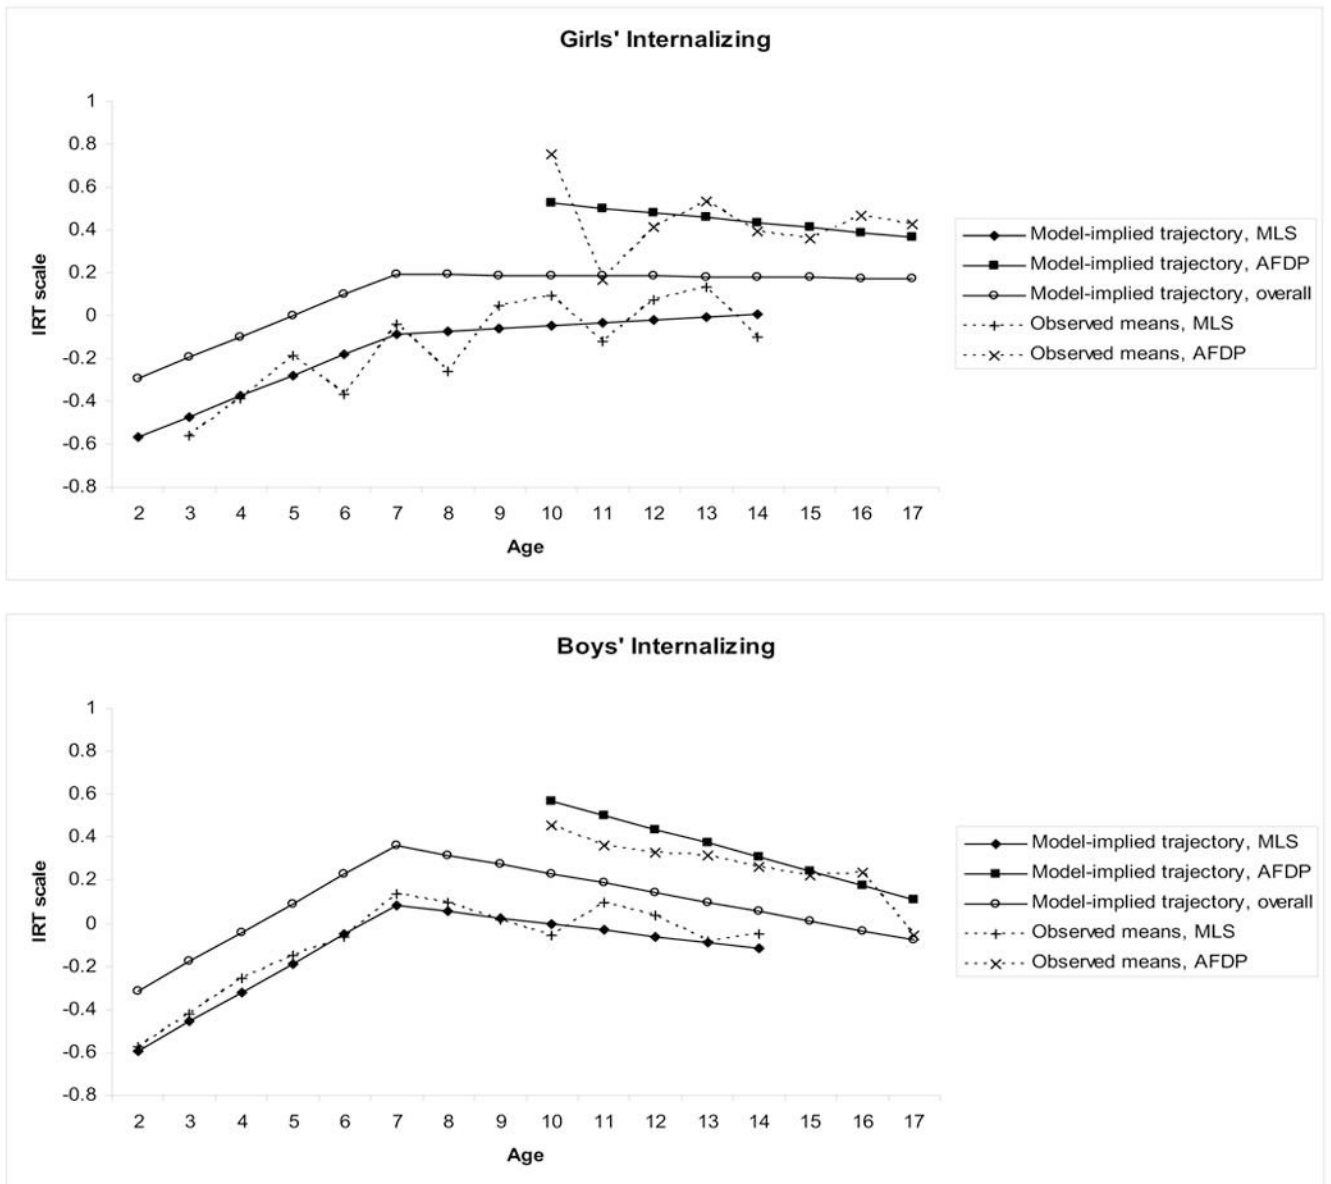 Girls' Internalizing
1
0.8
0.6
0.4
0.2
0
-0.2
-0.4
-0.6
-0.8
IRT scale
2 3 4 5 6 7 8 9 10 11 12 13 14 15 16 17
Age
Model-implied trajectory, MLS
Model-implied trajectory, AFDP
Model-implied trajectory, overall
Observed means, MLS
Observed means, AFDP
Boys' Internalizing
1
0.8
0.6
0.4
0.2
0
-0.2
-0.4
-0.6
-0.8
IRT scale
2 3 4 5 6 7 8 9 10 11 12 13 14 15 16 17
Age
Model-implied trajectory, MLS
Model-implied trajectory, AFDP
Model-implied trajectory, overall
Observed means, MLS
Observed means, AFDP